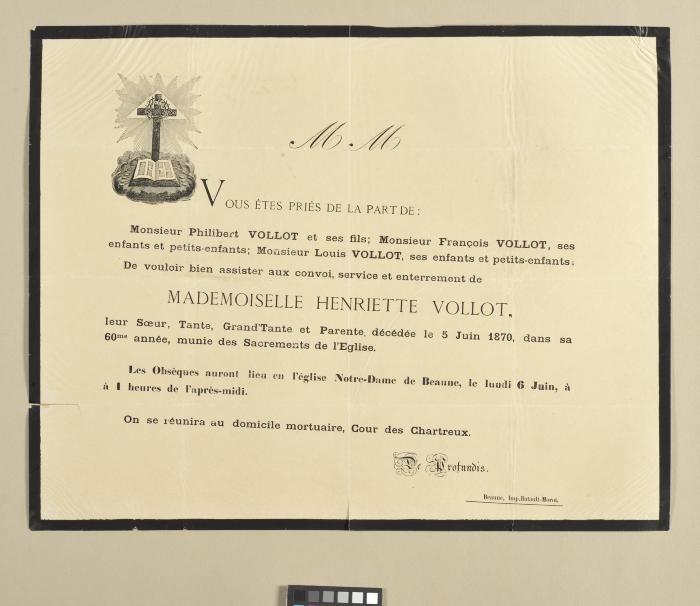 M. M
VOUS ÊTES PRIÉS DE LA PART DE :
Monsieur Philibert VOLLOT et ses fils; Monsieur François VOLLOT, ses
enfants et petits-enfants; Monsieur Louis VOLLOT, ses enfants et petits-enfants;
De vouloir bien assister aux convoi, service et enterrement de
MADEMOISELLE HENRIETTE VOLLOT,
leur Sœur, Tante, Grand'Tante et Parente, décédée le 5 Juin 1870, dans sa
60me année, munie des Sacrements de l'Eglise.
Les Obsèques auront lieu en l'église Notre-Dame de Beaune, le lundi 6 Juin, à
à 1 heures de l'après-midi.
On se réunira au domicile mortuaire, Cour des Chartreux.
De Profundis.
Beaune, Imp. Batault-Morot.